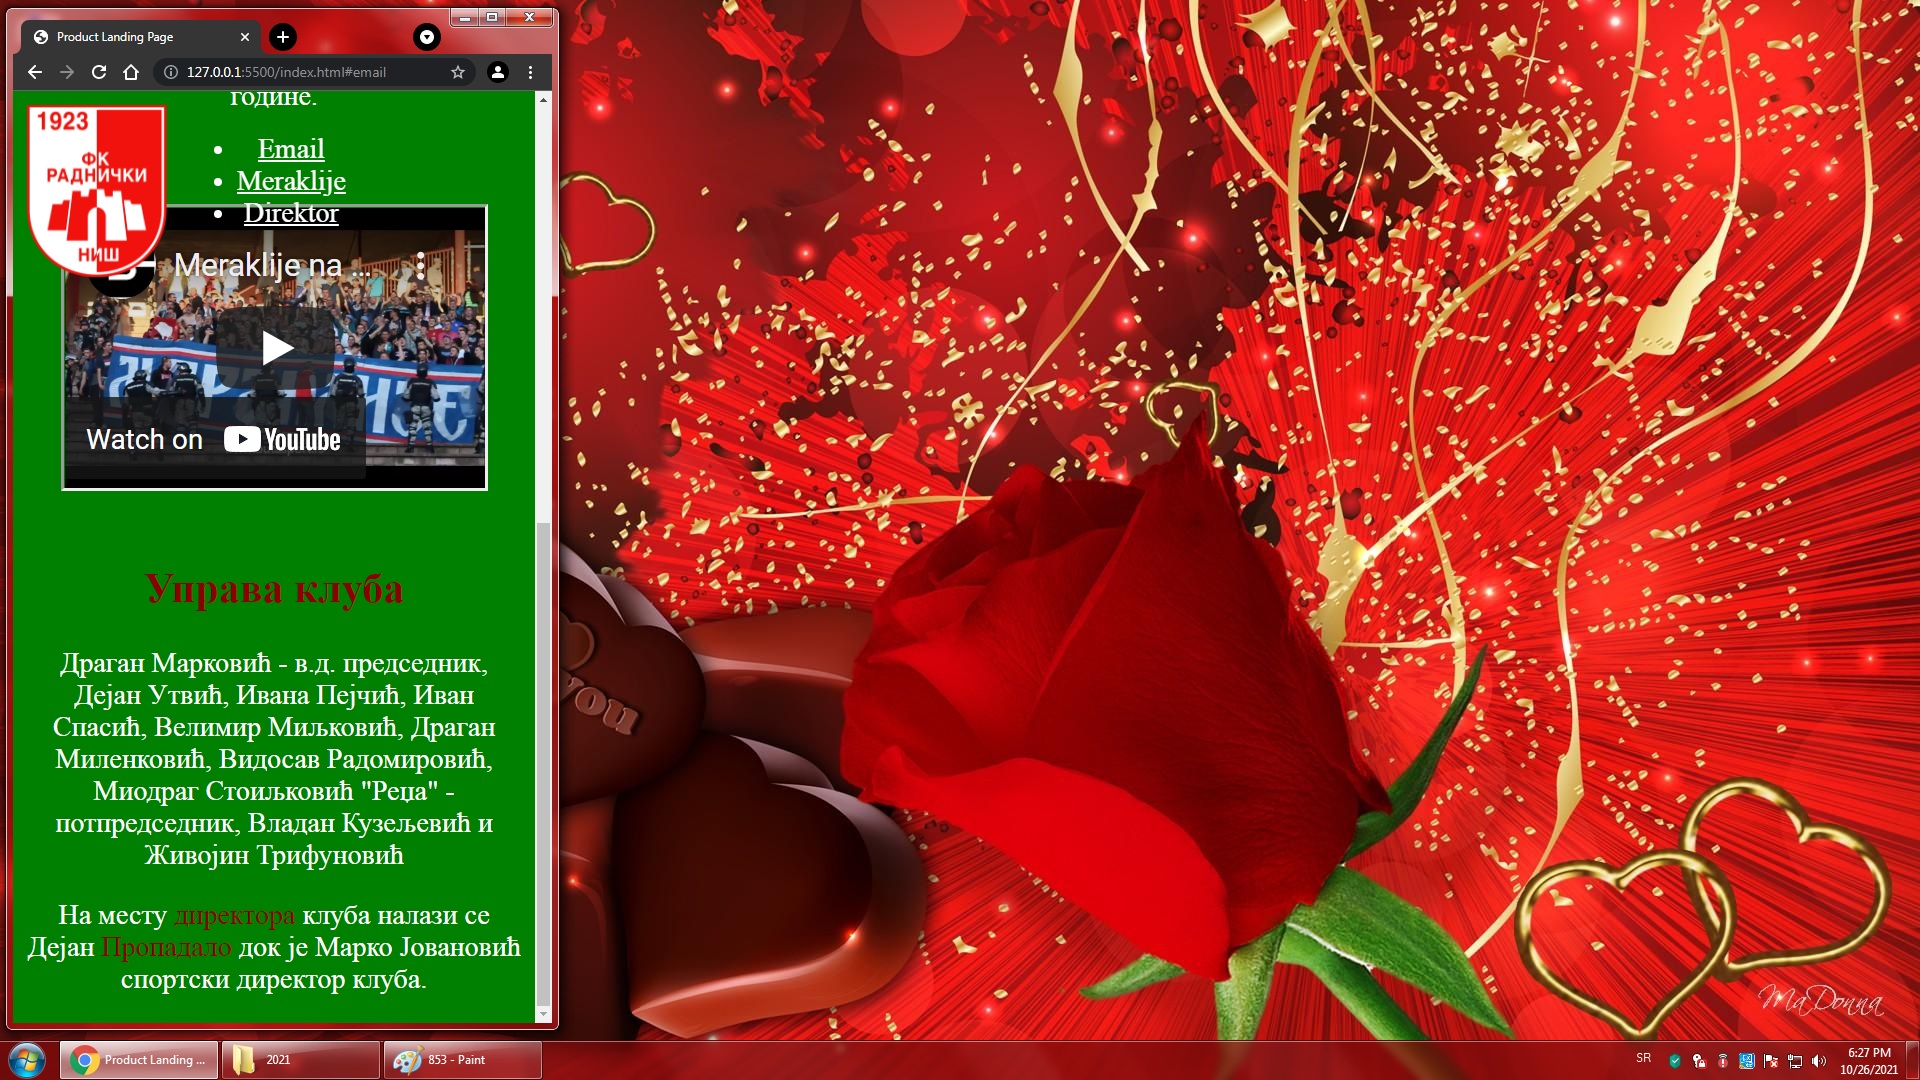 Product Landing Page
127.0.0.1:5500/index.html#email
године.
1923
ФК
РАДНИЧКИ
НИШ
Email
Meraklije
Direktor
Meraklije na ...
Watch on YouTube
Управа клуба
Драган Марковић - в.д. председник,
Дејан Утвић, Ивана Пејчић, Иван
Спасић, Велимир Миљковић, Драган
Миленковић, Видосав Радомировић,
Миодраг Стоиљковић "Реџа" -
потпредседник, Владан Кузељевић и
Живојин Трифуновић
На месту директора клуба налази се
Дејан Пропадало док је Марко Јовановић
спортски директор клуба.
you
MaDonna
Product Landing ...
2021
853 - Paint
SR
6:27 PM
10/26/2021